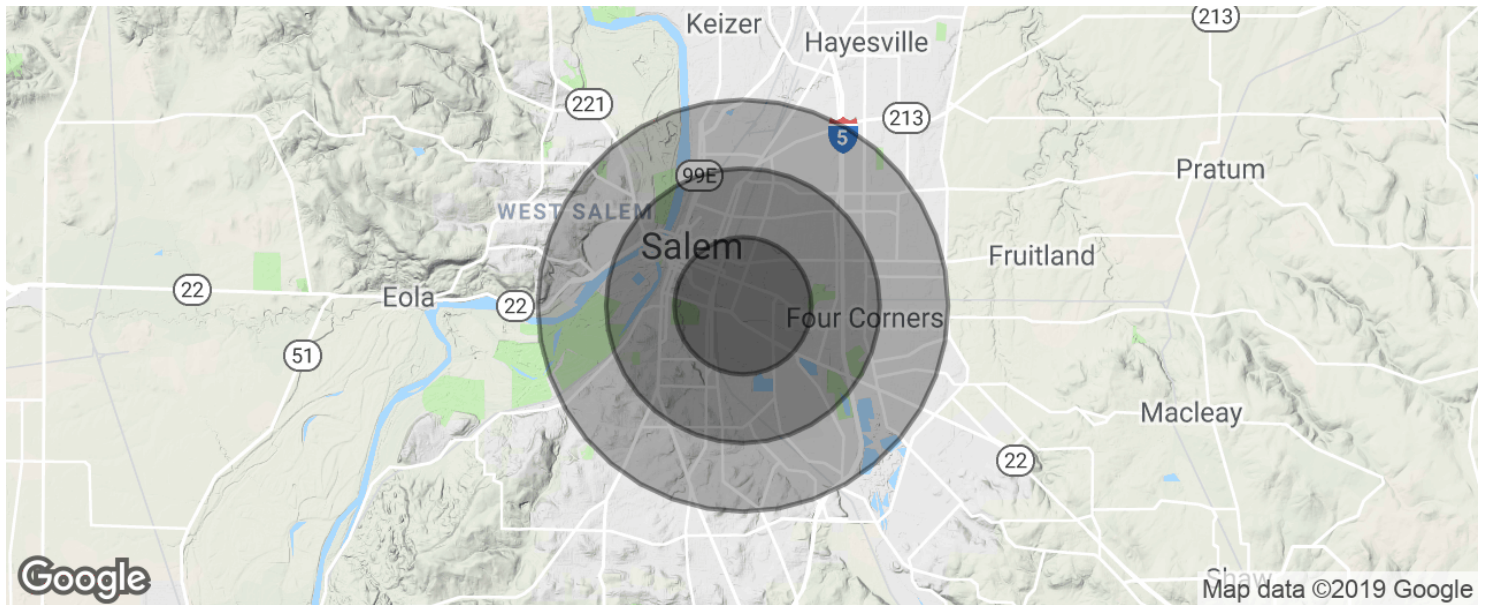 Keizer
213
Hayesville
221
213
5
Pratum
99E
WEST SALEM
Salem
Fruitland
22
Eola
22
Four Corners
51
Macleay
22
Shaw
Google
Map data ©2019 Google